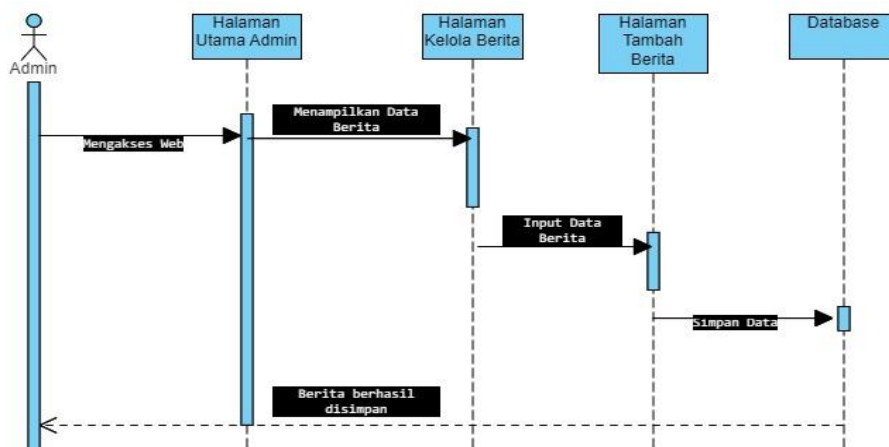 Admin
Halaman
Utama Admin
Halaman
Kelola Berita
Halaman
Tambah
Berita
Database
Mengakses Web
Menampilkan Data
Berita
Input Data
Berita
Simpan Data
Berita berhasil
disimpan